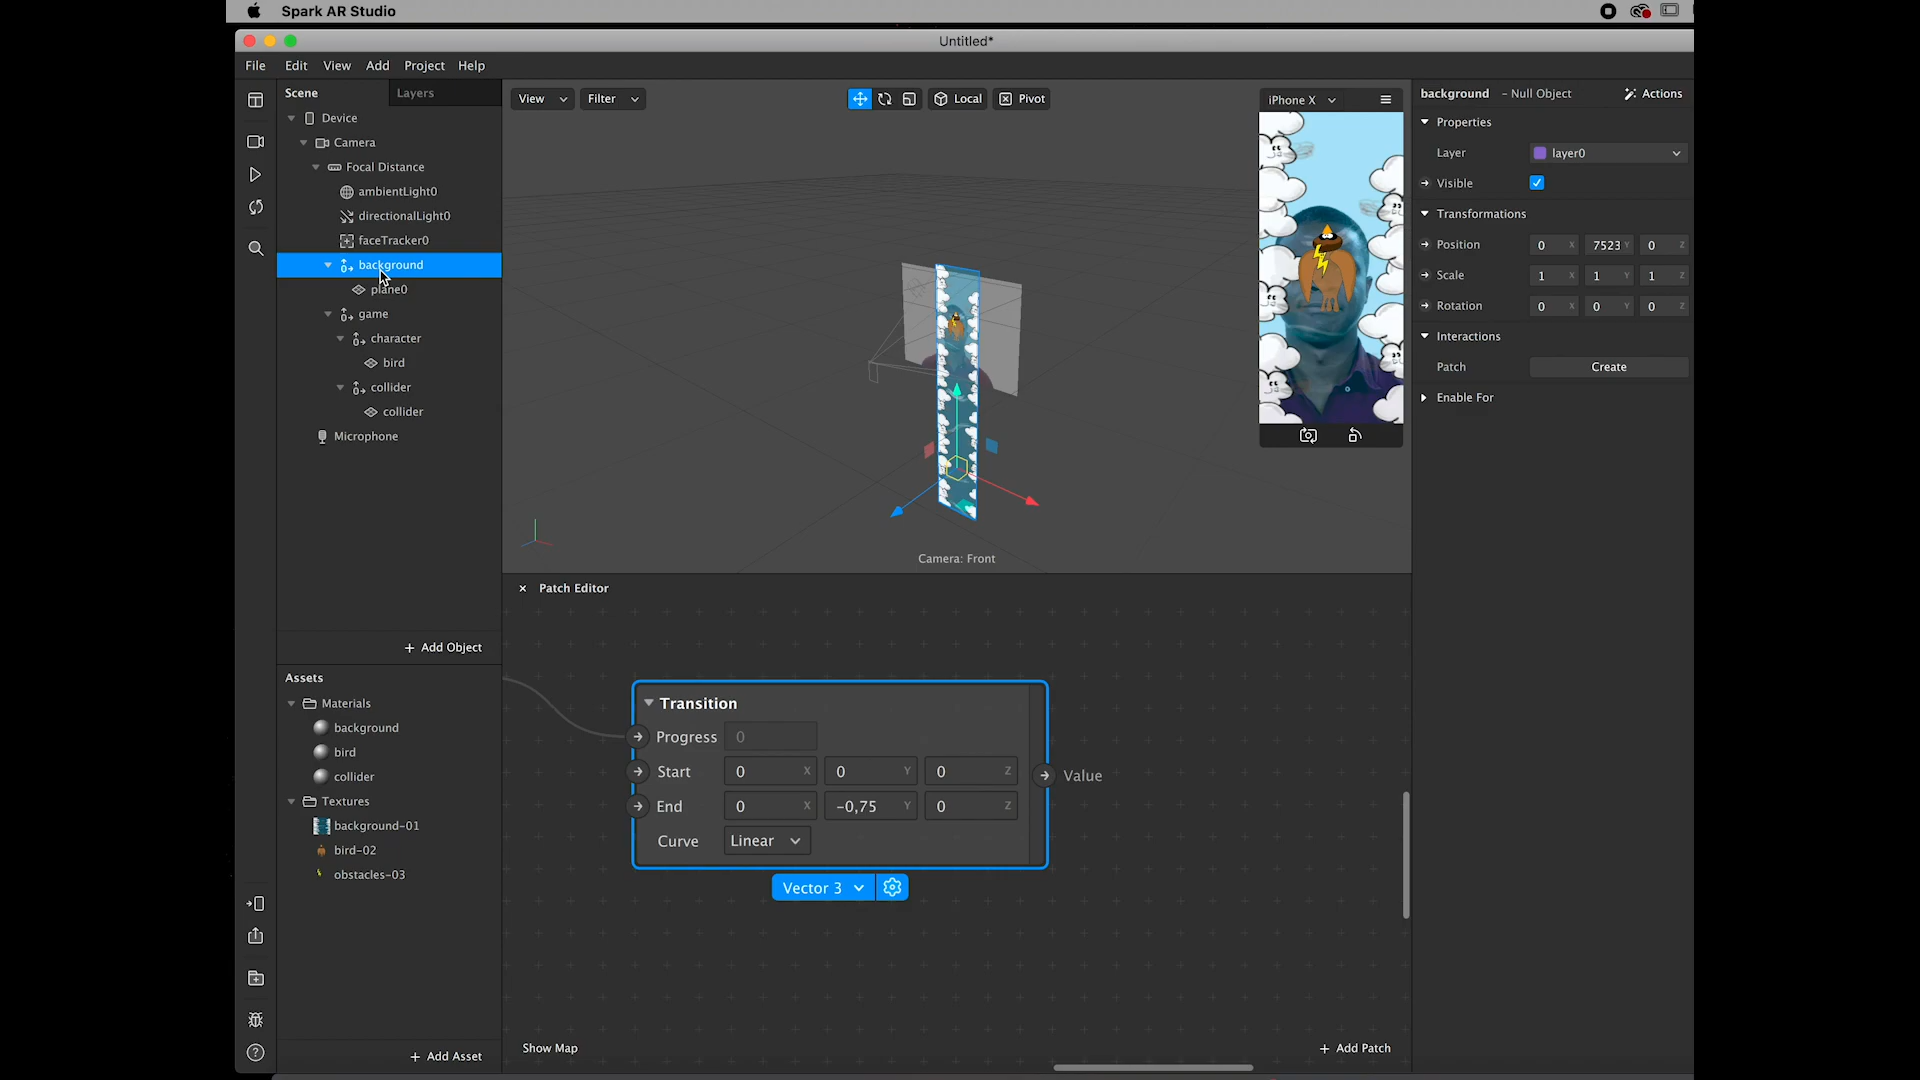 Spark AR Studio
Untitled*
File Edit View Add Project Help
Scene Layers
Device
Camera
Focal Distance
ambientLight0
directionalLight0
faceTracker0
background
plane0
game
character
bird
collider
collider
Microphone
+ Add Object
Assets
Materials
background
bird
collider
Textures
background-01
bird-02
obstacles-03
+ Add Asset
View Filter Local Pivot
iPhone X
Camera: Front
× Patch Editor
Transition
Progress 0
Start 0 X 0 Y 0 Z
End 0 X -0,75 Y 0 Z
Curve Linear
Value
Vector 3
Show Map
+ Add Patch
background - Null Object Actions
Properties
Layer layer0
Visible
Transformations
Position 0 X 7523 Y 0 Z
Scale 1 X 1 Y 1 Z
Rotation 0 X 0 Y 0 Z
Interactions
Patch Create
Enable For